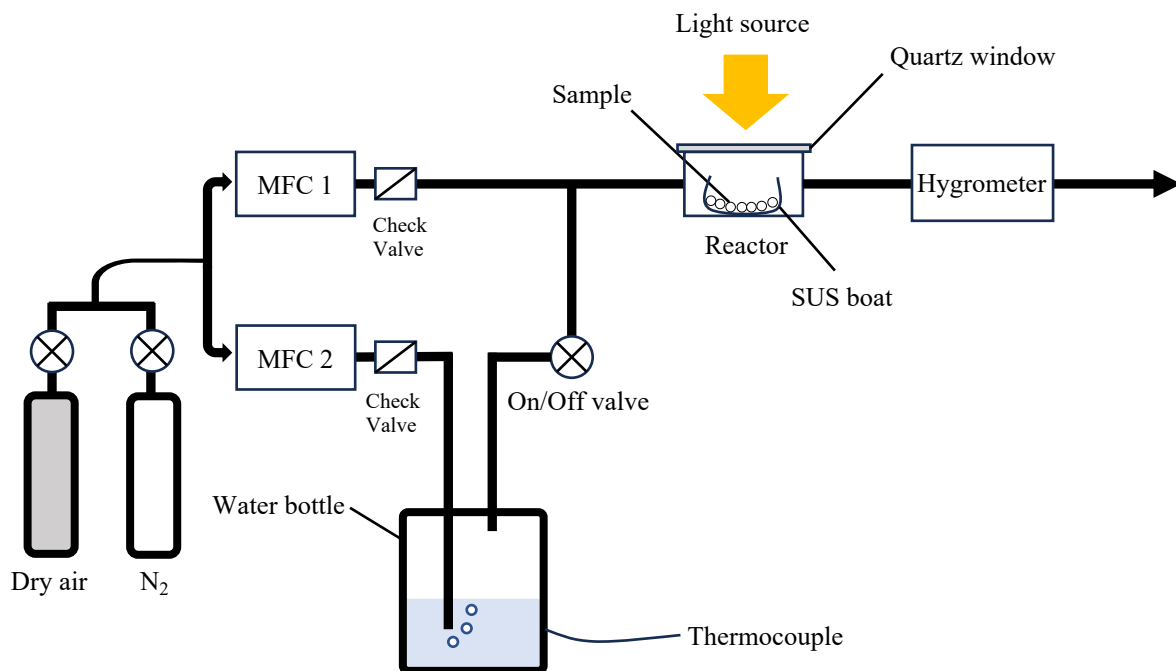 Light source
Quartz window
Sample
MFC 1
Check
Valve
Hygrometer
Reactor
SUS boat
MFC 2
Check
Valve
On/Off valve
Water bottle
Dry air
N₂
Thermocouple